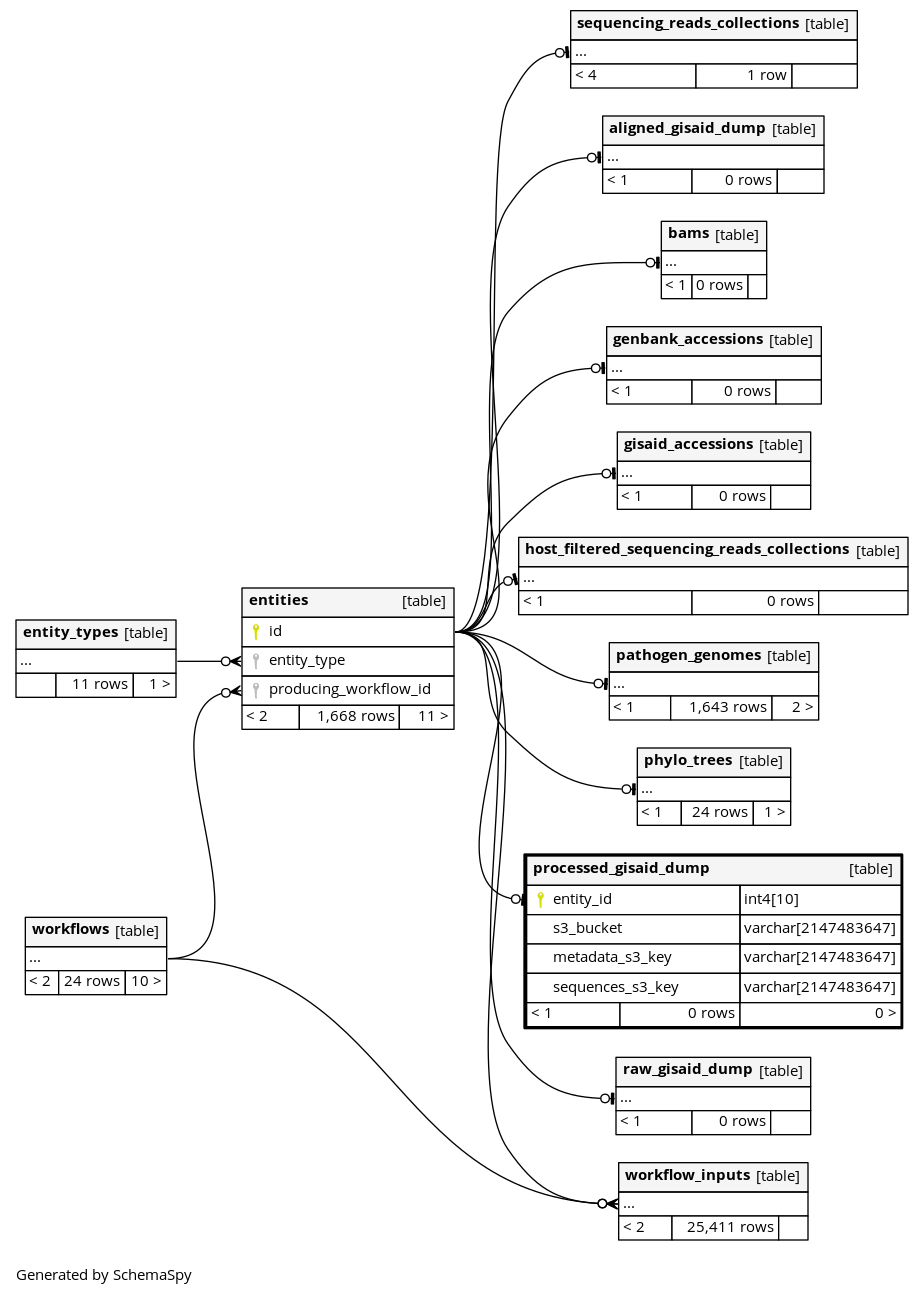 sequencing_reads_collections [table]
...
< 4 1 row
aligned_gisaid_dump [table]
...
< 1 0 rows
bams [table]
...
< 1 0 rows
genbank_accessions [table]
...
< 1 0 rows
gisaid_accessions [table]
...
< 1 0 rows
host_filtered_sequencing_reads_collections [table]
...
< 1 0 rows
entity_types [table]
...
11 rows 1 >
entities [table]
id
entity_type
producing_workflow_id
< 2 1,668 rows 11 >
pathogen_genomes [table]
...
< 1 1,643 rows 2 >
phylo_trees [table]
...
< 1 24 rows 1 >
workflows [table]
...
< 2 24 rows 10 >
processed_gisaid_dump [table]
entity_id int4[10]
s3_bucket varchar[2147483647]
metadata_s3_key varchar[2147483647]
sequences_s3_key varchar[2147483647]
< 1 0 rows 0 >
raw_gisaid_dump [table]
...
< 1 0 rows
workflow_inputs [table]
...
< 2 25,411 rows
Generated by SchemaSpy